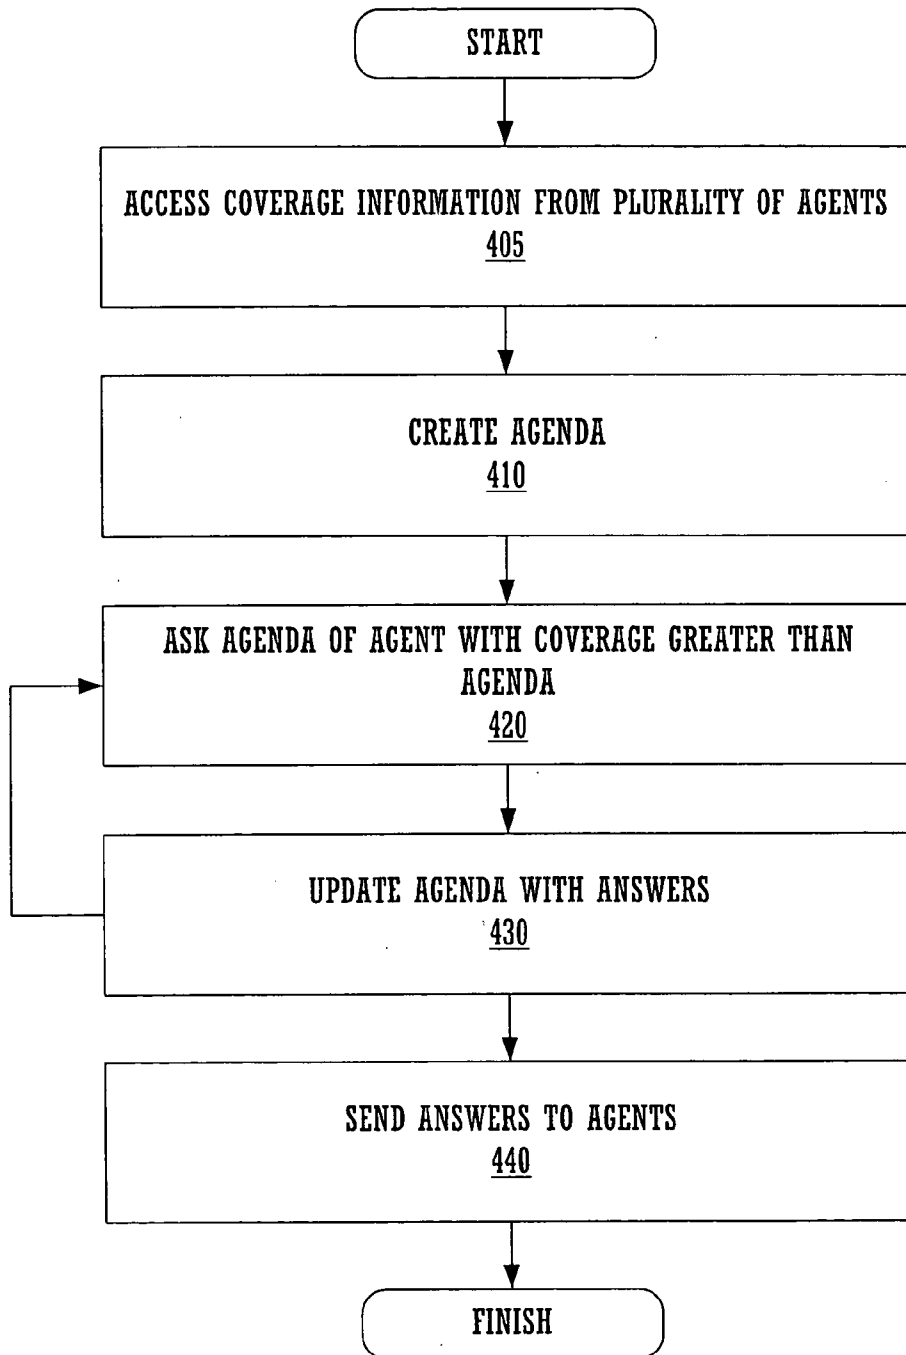 START
ACCESS COVERAGE INFORMATION FROM PLURALITY OF AGENTS
405
CREATE AGENDA
410
ASK AGENDA OF AGENT WITH COVERAGE GREATER THAN
AGENDA
420
UPDATE AGENDA WITH ANSWERS
430
SEND ANSWERS TO AGENTS
440
FINISH